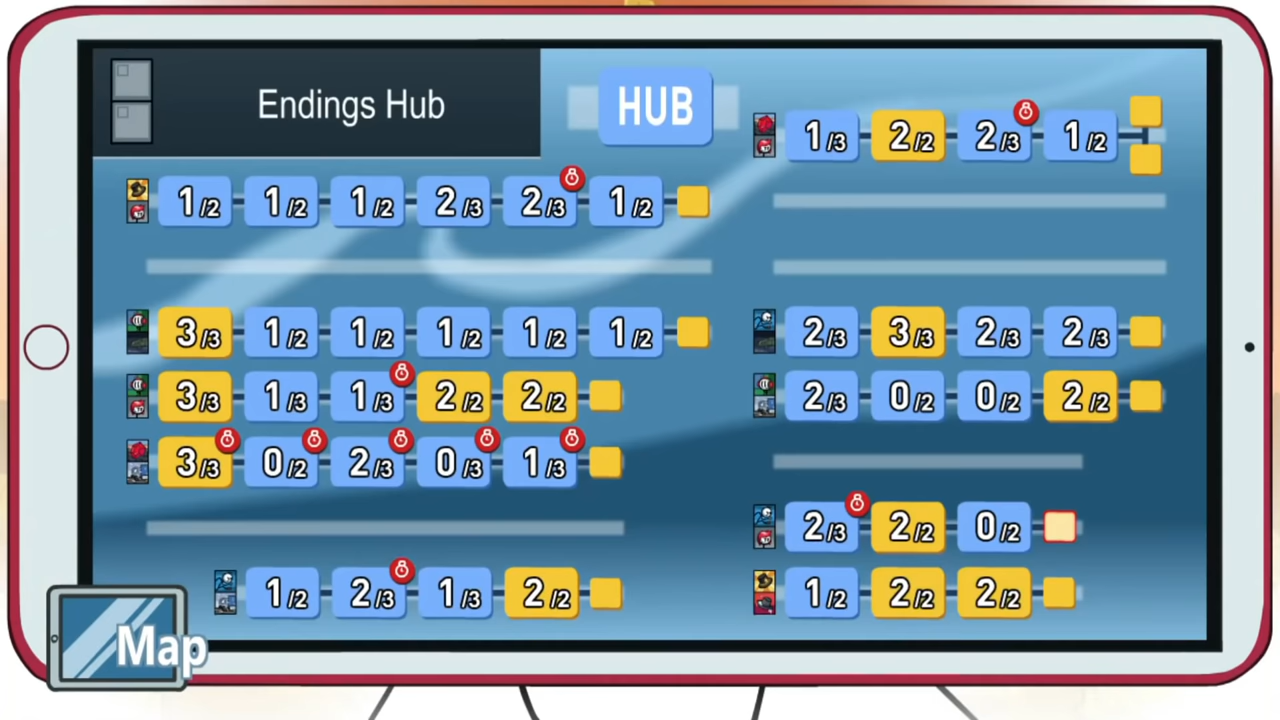 Endings Hub
HUB
1/3 2/2 2/3 1/2
1/2 1/2 1/2 2/3 2/3 1/2
3/3 1/2 1/2 1/2 1/2 1/2
2/3 3/3 2/3 2/3
3/3 1/3 1/3 2/2 2/2
2/3 0/2 0/2 2/2
3/3 0/2 2/3 0/3 1/3
2/3 2/2 0/2
1/2 2/3 1/3 2/2
1/2 2/2 2/2
Map